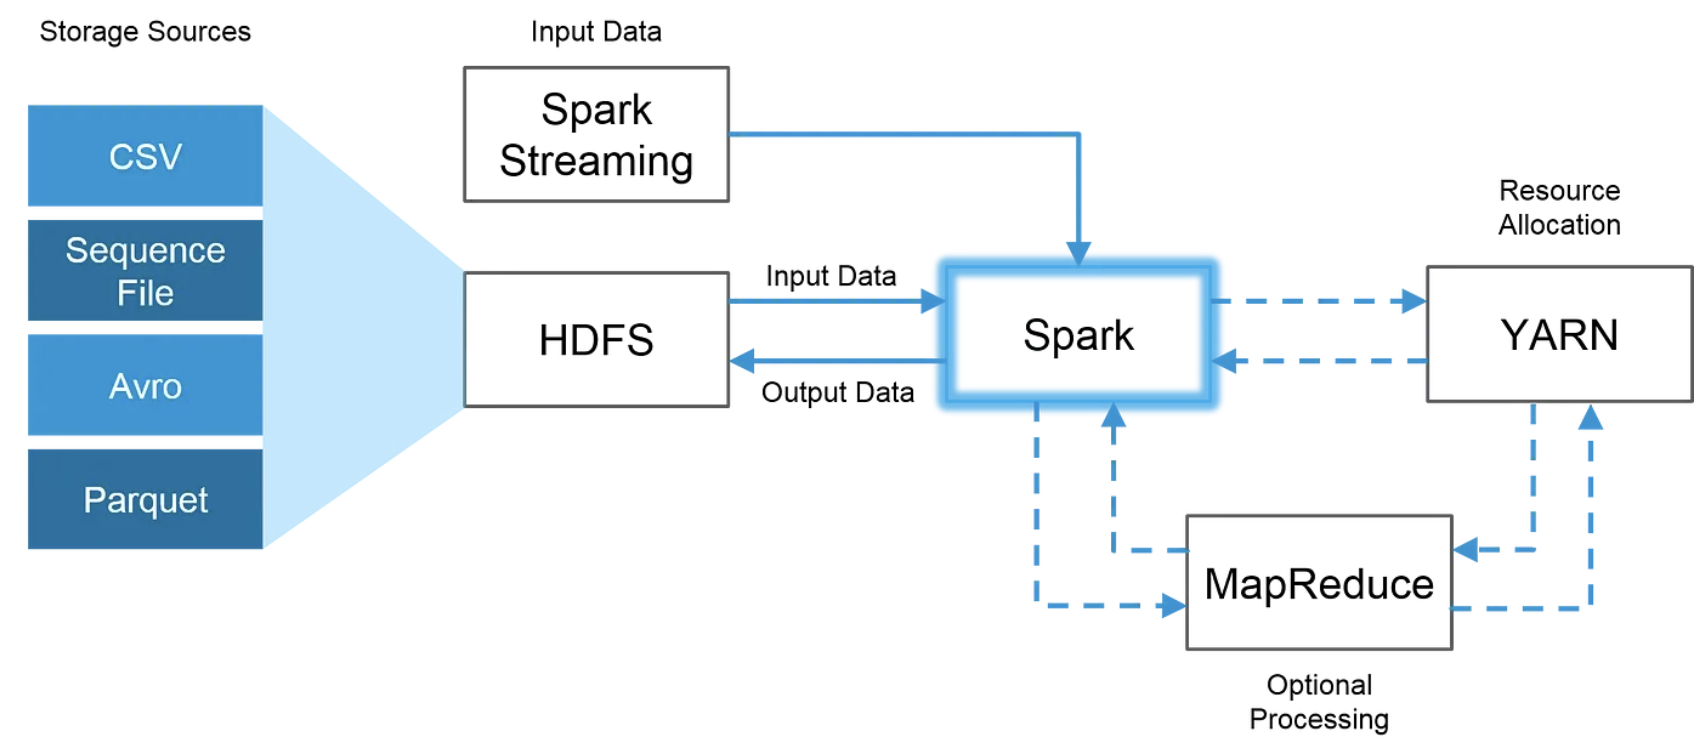 Storage Sources
CSV
Sequence
File
Avro
Parquet
Input Data
Spark
Streaming
HDFS
Input Data
Output Data
Spark
Resource
Allocation
YARN
MapReduce
Optional
Processing